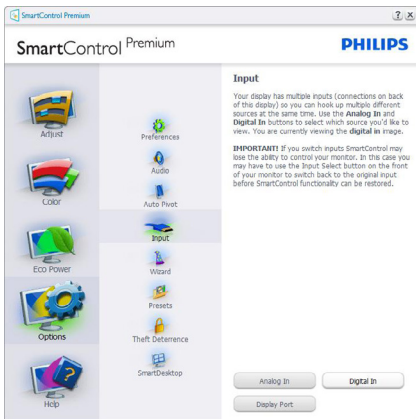 SmartControl Premium
SmartControl Premium
PHILIPS
Adjust
Color
Eco Power
Options
Help
Preferences
Audio
Auto Pivot
Input
Wizard
Presets
Theft Deterrence
SmartDesktop
Input
Your display has multiple inputs (connections on back
of this display) so you can hook up multiple different
sources at the same time. Use the Analog In and
Digital In buttons to select which source you'd like to
view. You are currently viewing the digital in image.
IMPORTANT! If you switch inputs SmartControl may
lose the ability to control your monitor. In this case you
may have to use the Input Select button on the front
of your monitor to switch back to the original input
before SmartControl functionality can be restored.
Analog In
Digital In
Display Port